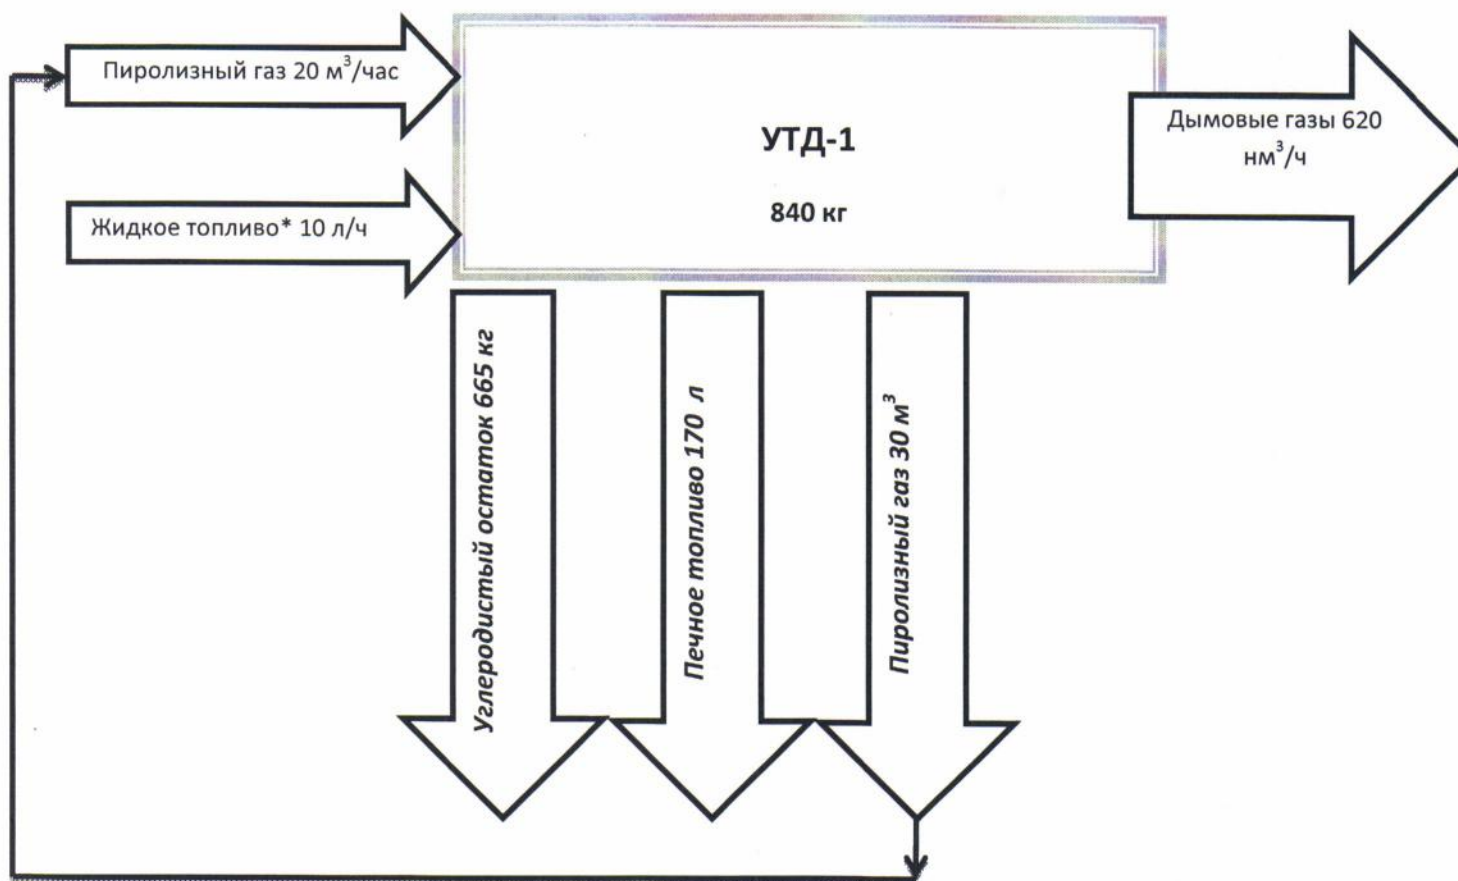 Пиролизный газ 20 м³/час
УТД-1
840 кг
Дымовые газы 620
нм³/ч
Жидкое топливо* 10 л/ч
Углеродистый остаток 665 кг
Печное топливо 170 л
Пиролизный газ 30 м³